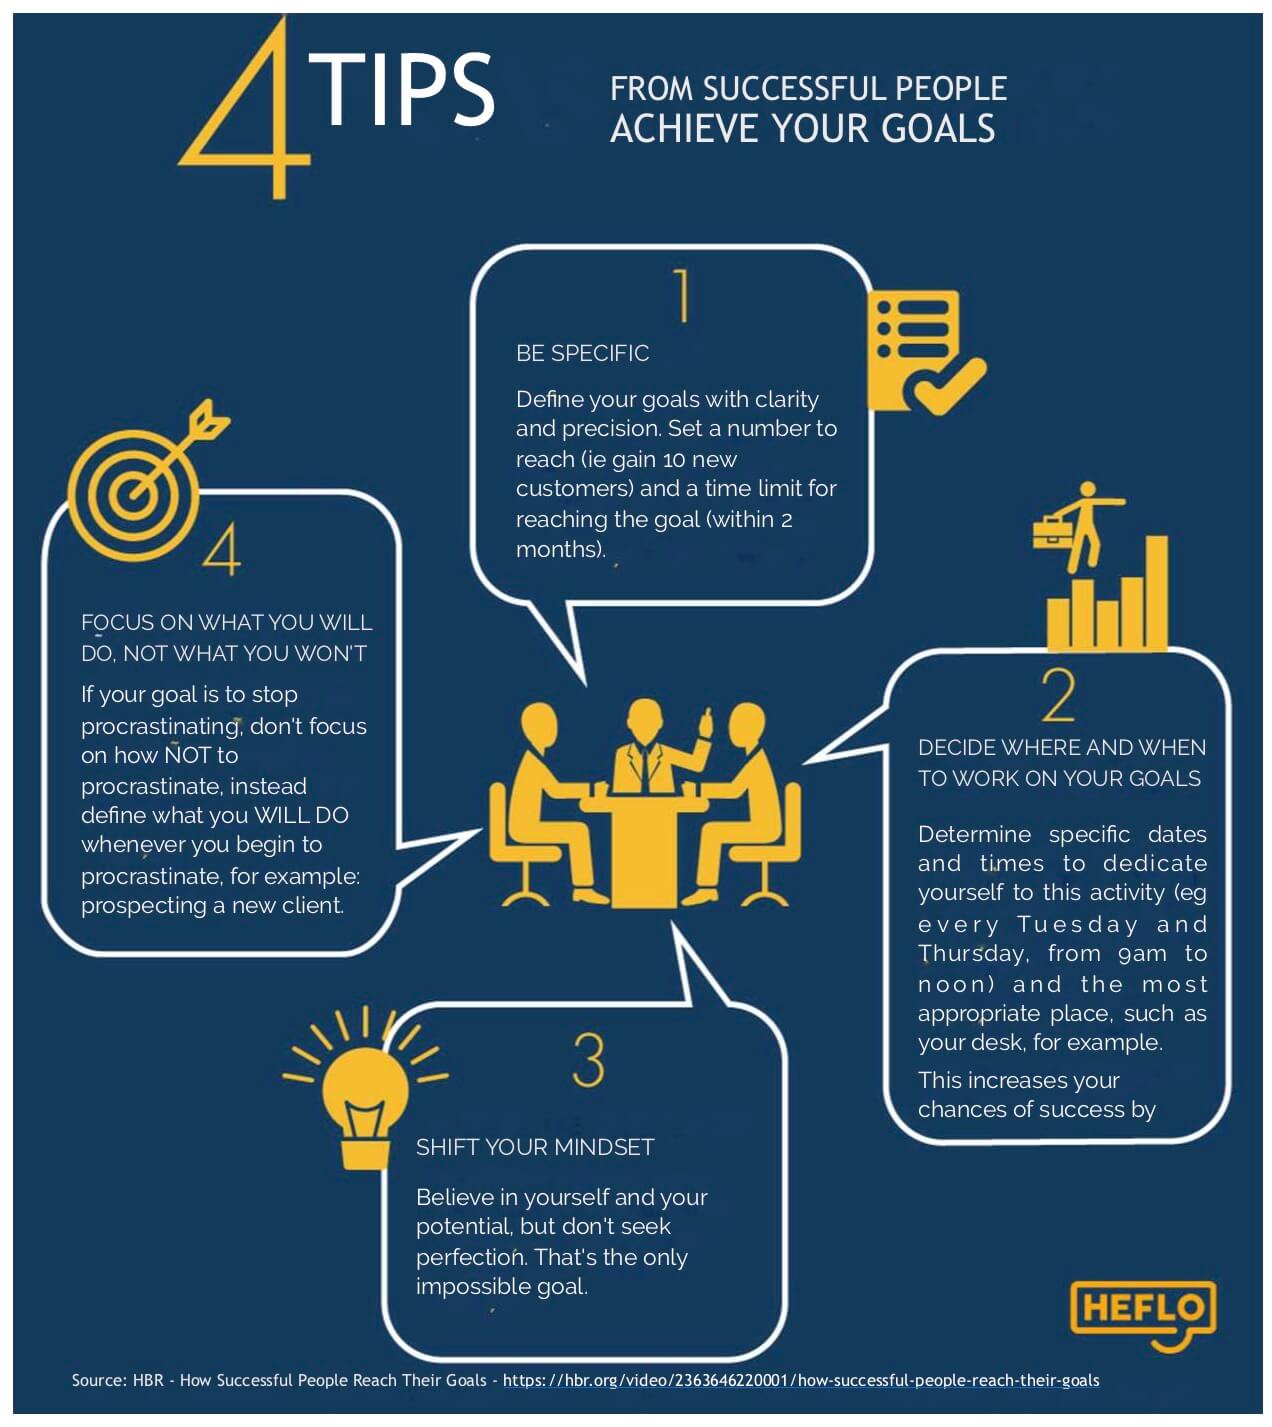 4 TIPS
FROM SUCCESSFUL PEOPLE
ACHIEVE YOUR GOALS
1
BE SPECIFIC
Define your goals with clarity
and precision. Set a number to
reach (ie gain 10 new
customers) and a time limit for
reaching the goal (within 2
months).
2
DECIDE WHERE AND WHEN
TO WORK ON YOUR GOALS
Determine specific dates
and times to dedicate
yourself to this activity (eg
every Tuesday and
Thursday, from 9am to
noon) and the most
appropriate place, such as
your desk, for example.
This increases your
chances of success by
3
SHIFT YOUR MINDSET
Believe in yourself and your
potential, but don't seek
perfection. That's the only
impossible goal.
4
FOCUS ON WHAT YOU WILL
DO, NOT WHAT YOU WON'T
If your goal is to stop
procrastinating, don't focus
on how NOT to
procrastinate, instead
define what you WILL DO
whenever you begin to
procrastinate, for example:
prospecting a new client.
HEFLO
Source: HBR - How Successful People Reach Their Goals - https://hbr.org/video/2363646220001/how-successful-people-reach-their-goals